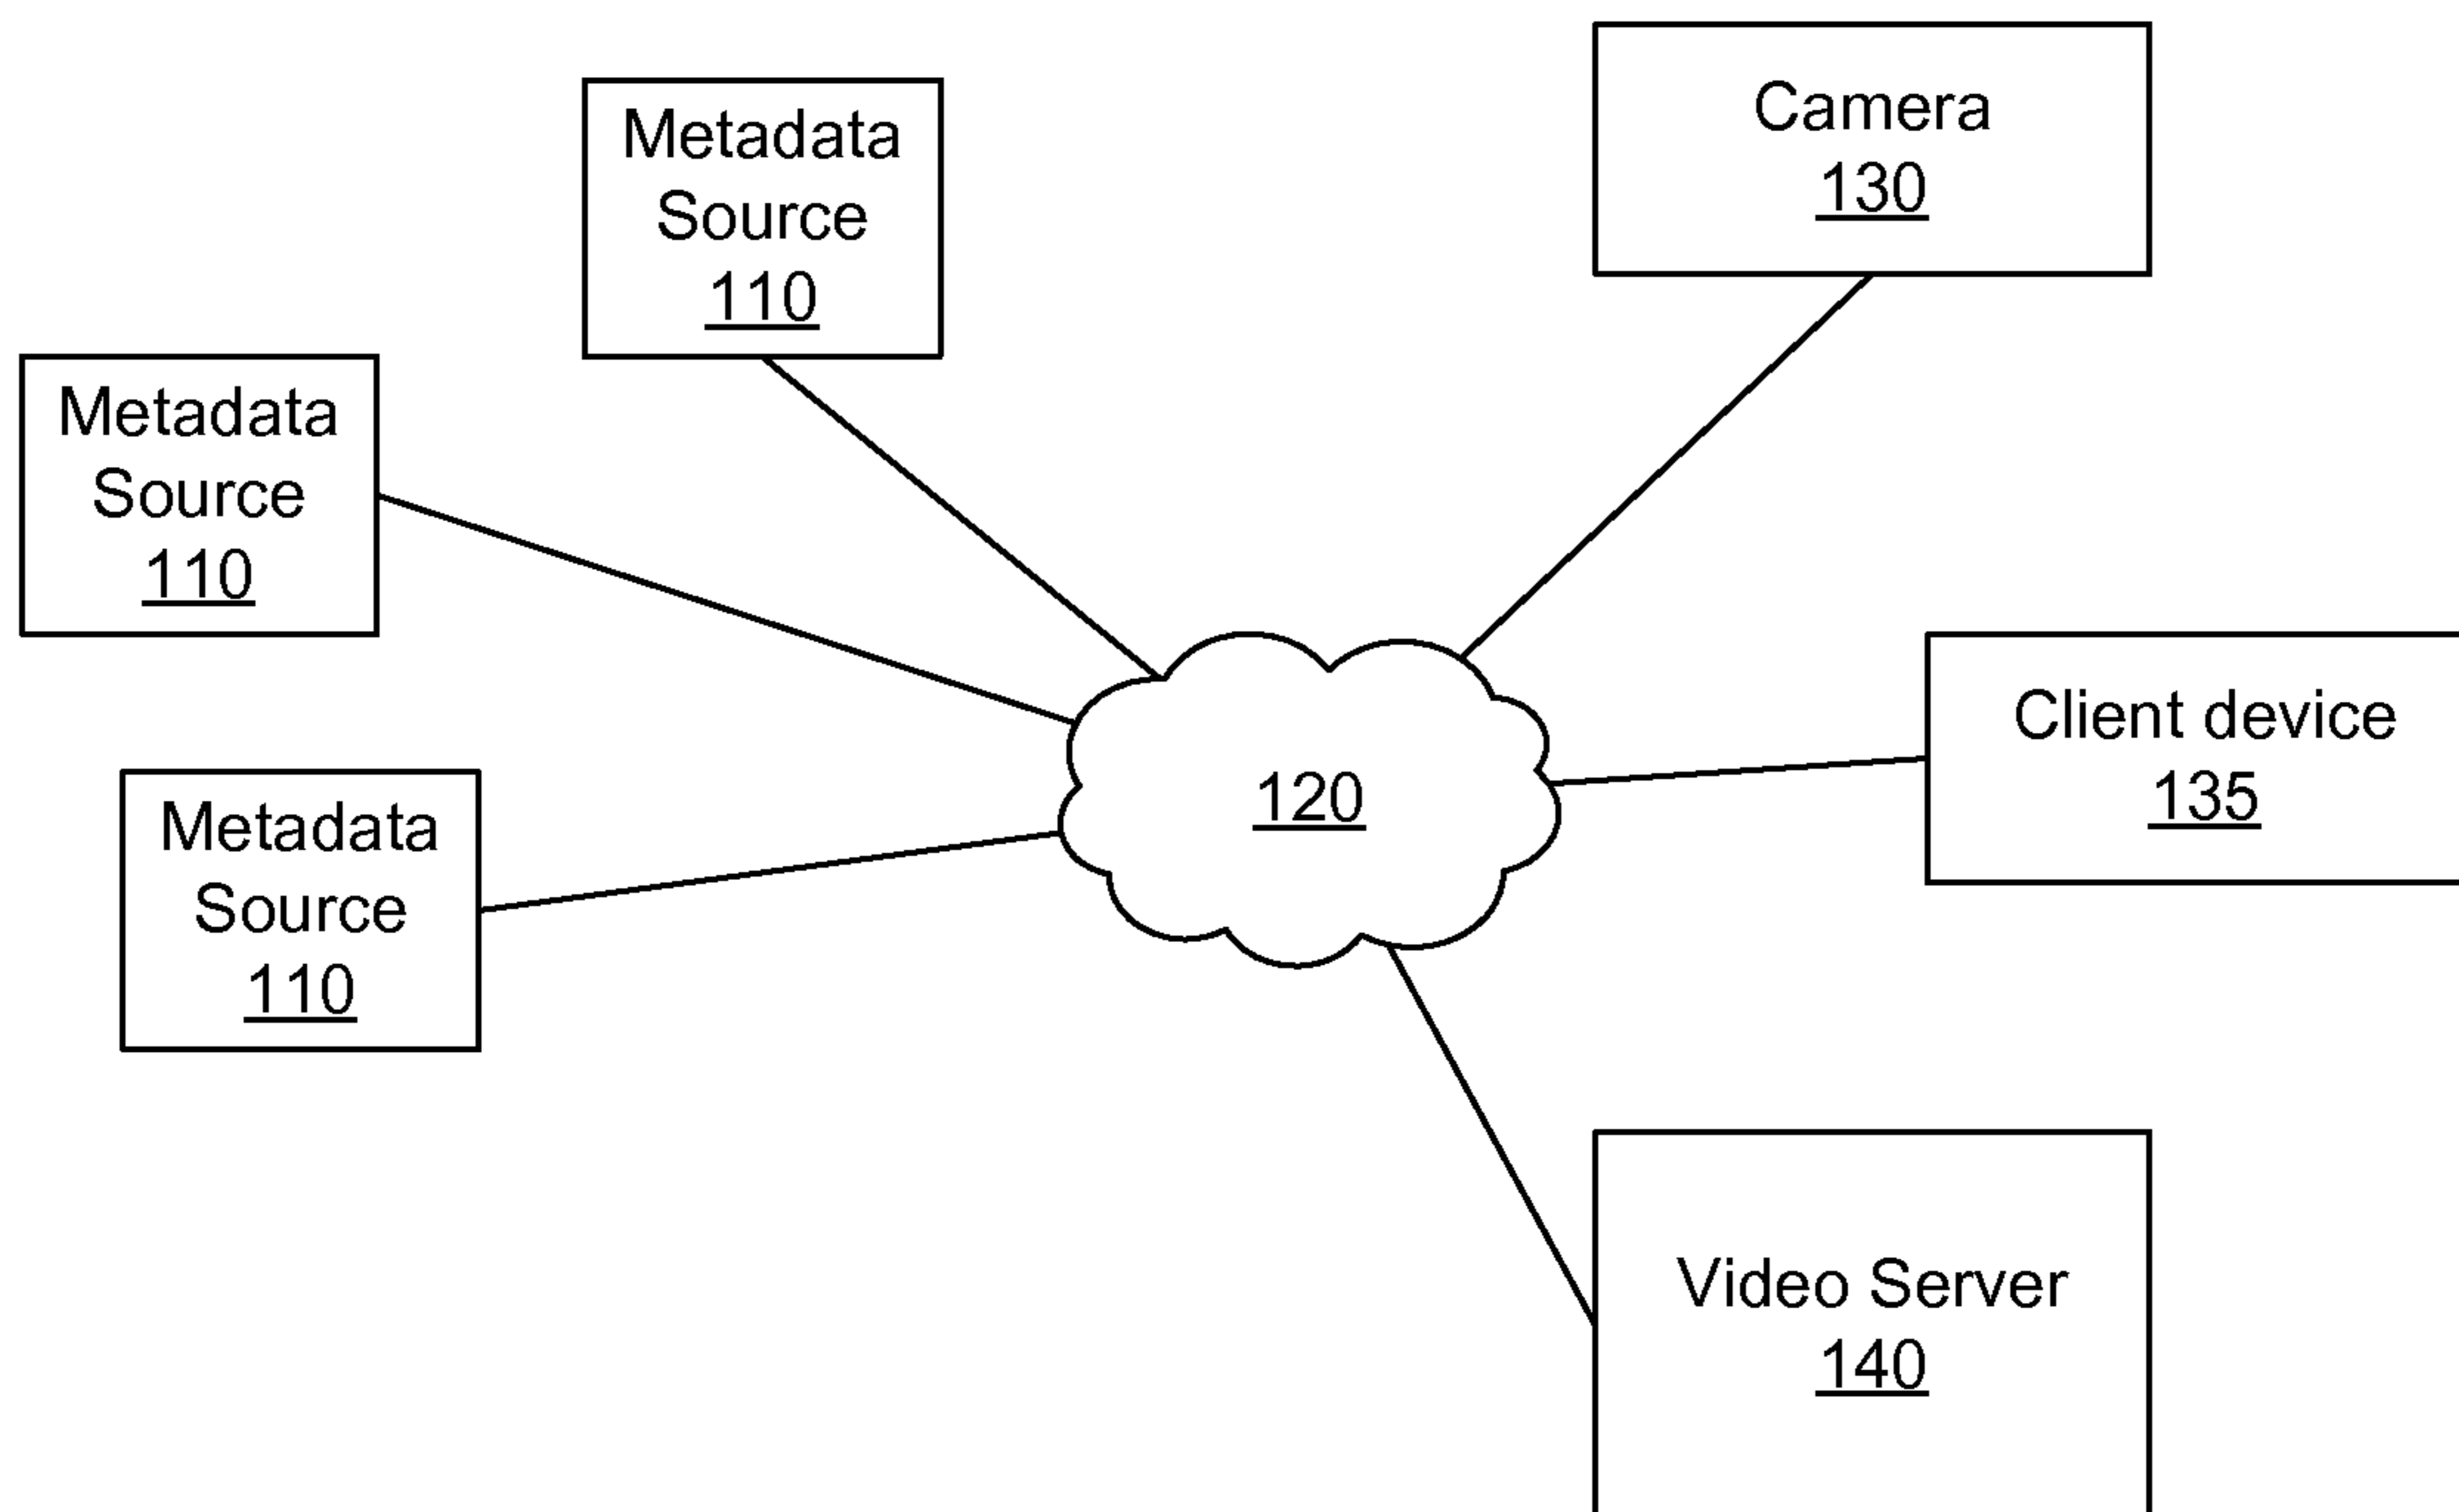 Metadata
Source
110
Camera
130
Metadata
Source
110
Client device
135
120
Metadata
Source
110
Video Server
140